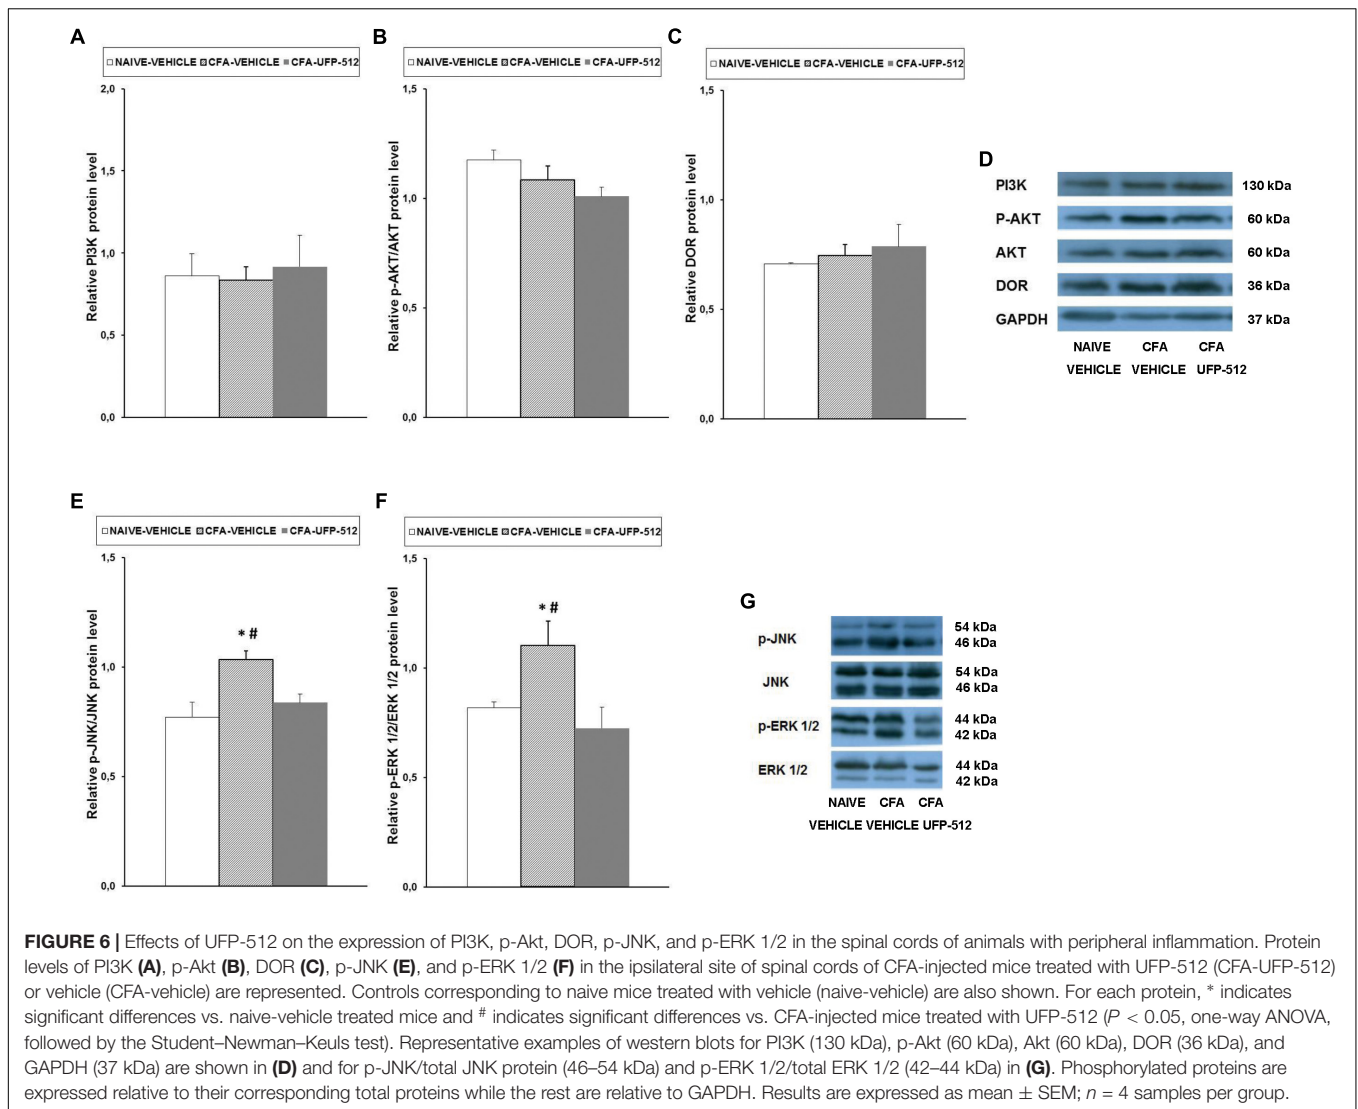 A
NAIVE-VEHICLE CFA-VEHICLE CFA-UFP-512
Relative PI3K protein level
2,0
1,5
1,0
0,5
0,0
B
NAIVE-VEHICLE CFA-VEHICLE CFA-UFP-512
Relative p-AKT/AKT protein level
1,5
1,0
0,5
0,0
C
NAIVE-VEHICLE CFA-VEHICLE CFA-UFP-512
Relative DOR protein level
1,5
1,0
0,5
0,0
D
PI3K 130 kDa
P-AKT 60 kDa
AKT 60 kDa
DOR 36 kDa
GAPDH 37 kDa
NAIVE CFA CFA
VEHICLE VEHICLE UFP-512
E
NAIVE-VEHICLE CFA-VEHICLE CFA-UFP-512
Relative p-JNK/JNK protein level
1,5
1,0
0,5
0,0
* #
F
NAIVE-VEHICLE CFA-VEHICLE CFA-UFP-512
Relative p-ERK 1/2/ERK 1/2 protein level
1,5
1,0
0,5
0,0
* #
G
p-JNK 54 kDa
46 kDa
JNK 54 kDa
46 kDa
p-ERK 1/2 44 kDa
42 kDa
ERK 1/2 44 kDa
42 kDa
NAIVE CFA CFA
VEHICLE VEHICLE UFP-512
FIGURE 6 | Effects of UFP-512 on the expression of PI3K, p-Akt, DOR, p-JNK, and p-ERK 1/2 in the spinal cords of animals with peripheral inflammation. Protein
levels of PI3K (A), p-Akt (B), DOR (C), p-JNK (E), and p-ERK 1/2 (F) in the ipsilateral site of spinal cords of CFA-injected mice treated with UFP-512 (CFA-UFP-512)
or vehicle (CFA-vehicle) are represented. Controls corresponding to naive mice treated with vehicle (naive-vehicle) are also shown. For each protein, * indicates
significant differences vs. naive-vehicle treated mice and # indicates significant differences vs. CFA-injected mice treated with UFP-512 (P < 0.05, one-way ANOVA,
followed by the Student–Newman–Keuls test). Representative examples of western blots for PI3K (130 kDa), p-Akt (60 kDa), Akt (60 kDa), DOR (36 kDa), and
GAPDH (37 kDa) are shown in (D) and for p-JNK/total JNK protein (46–54 kDa) and p-ERK 1/2/total ERK 1/2 (42–44 kDa) in (G). Phosphorylated proteins are
expressed relative to their corresponding total proteins while the rest are relative to GAPDH. Results are expressed as mean ± SEM; n = 4 samples per group.